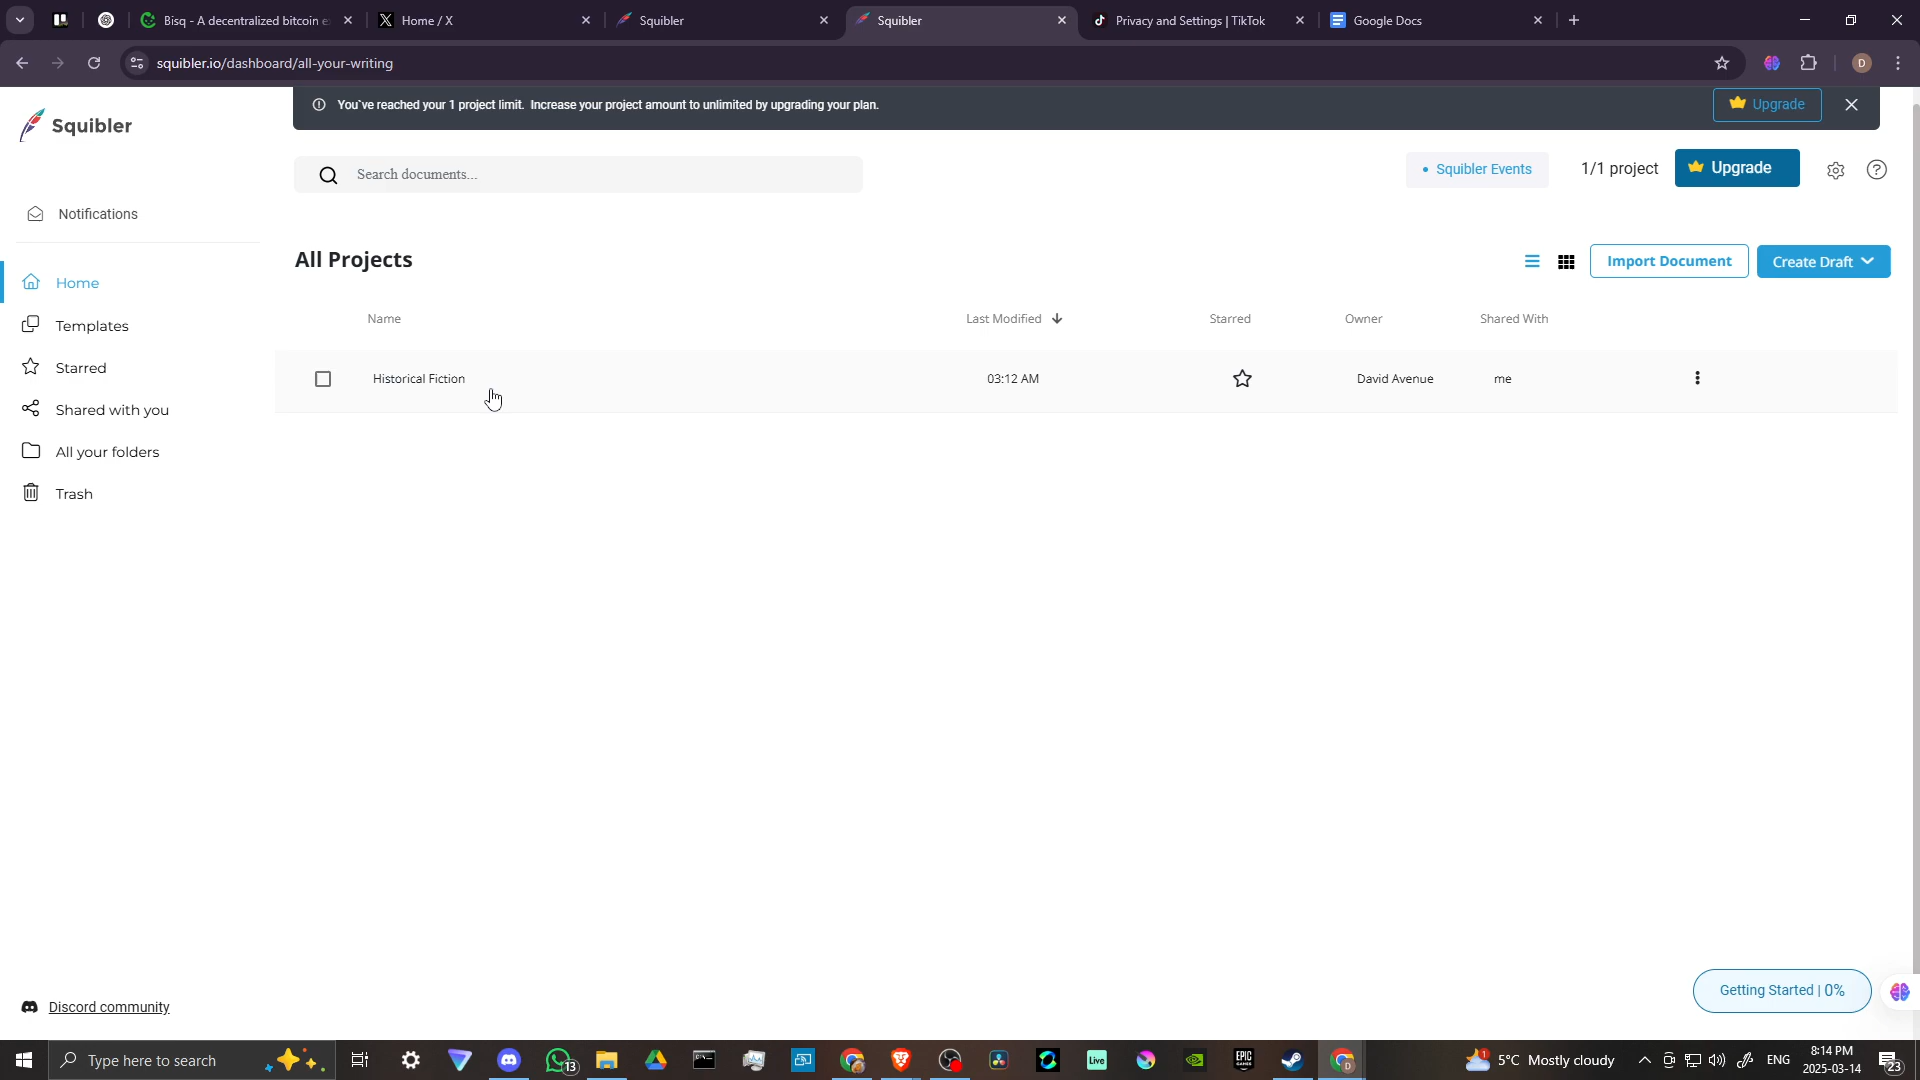 Bisq - A decentralized bitcoin e
Home / X
Squibler
Squibler
Privacy and Settings | TikTok
Google Docs
squibler.io/dashboard/all-your-writing
D
Squibler
You`ve reached your 1 project limit. Increase your project amount to unlimited by upgrading your plan.
Upgrade
Search documents...
Squibler Events
1/1 project
Upgrade
Notifications
All Projects
Import Document
Create Draft
Home
Templates
Starred
Shared with you
All your folders
Trash
Name
Last Modified
Starred
Owner
Shared With
Historical Fiction
03:12 AM
David Avenue
me
Getting Started | 0%
Discord community
Type here to search
13
Live
EPIC
GAMES
D
1
5°C Mostly cloudy
ENG
8:14 PM
2025-03-14
23